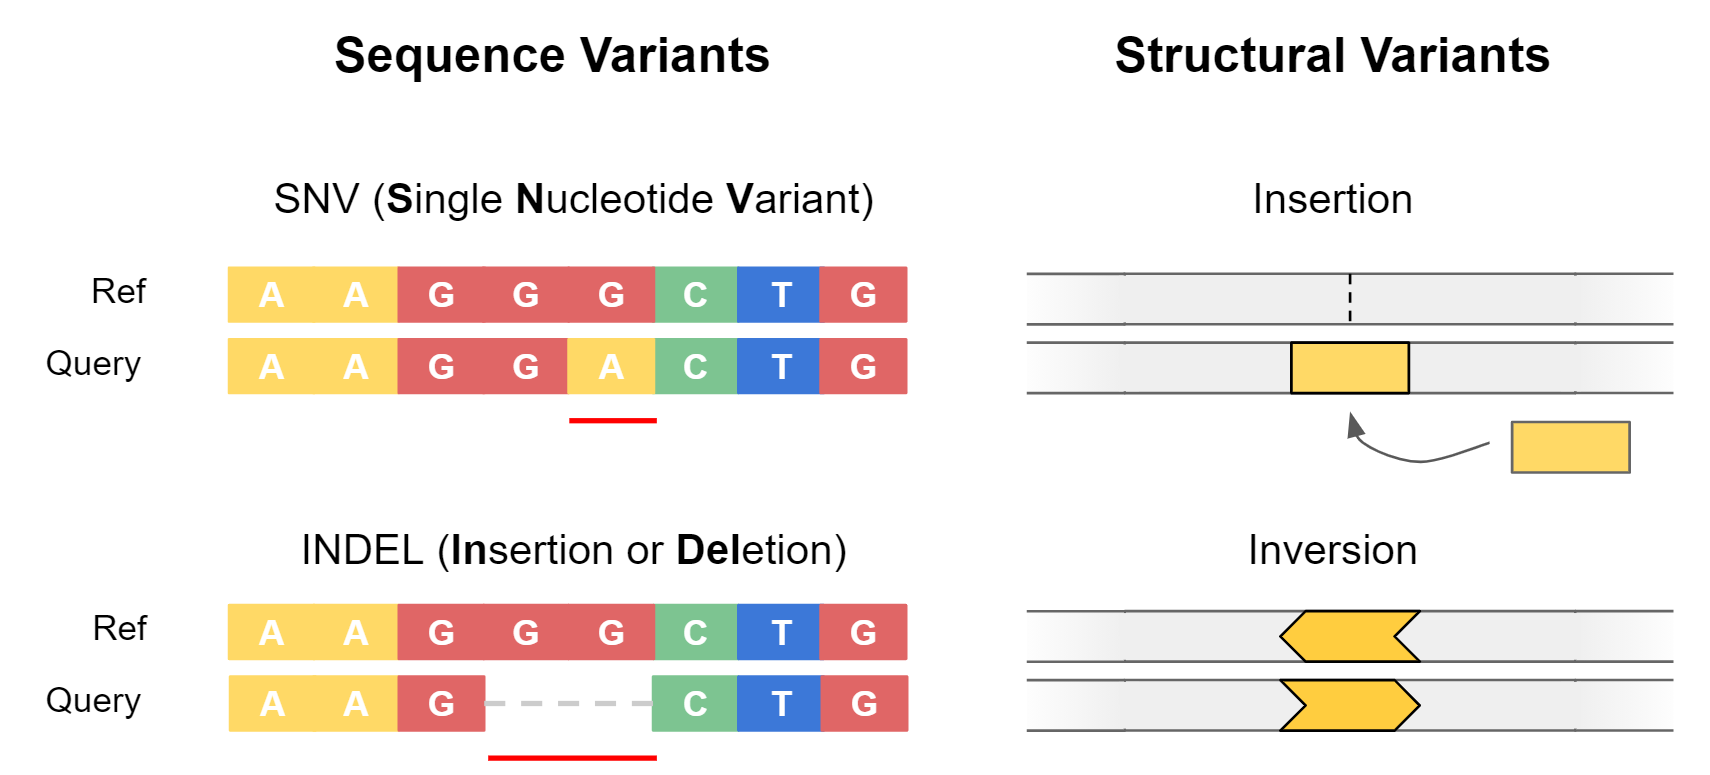 Sequence Variants
SNV (Single Nucleotide Variant)
Ref A A G G G C T G
Query A A G G A C T G
INDEL (Insertion or Deletion)
Ref A A G G G C T G
Query A A G C T G
Structural Variants
Insertion
Inversion